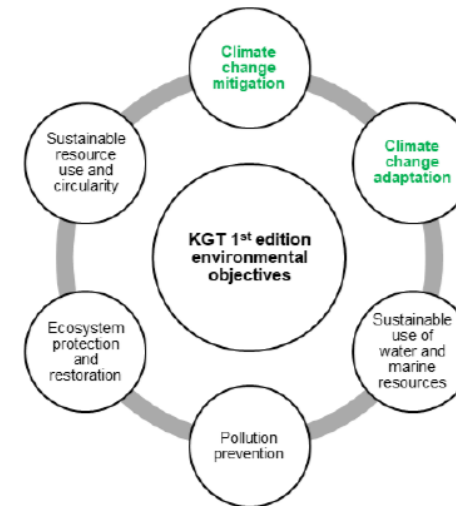 Climate
change
mitigation
Climate
change
adaptation
Sustainable
use of
water and
marine
resources
Pollution
prevention
Ecosystem
protection
and
restoration
Sustainable
resource
use and
circularity
KGT 1st edition
environmental
objectives